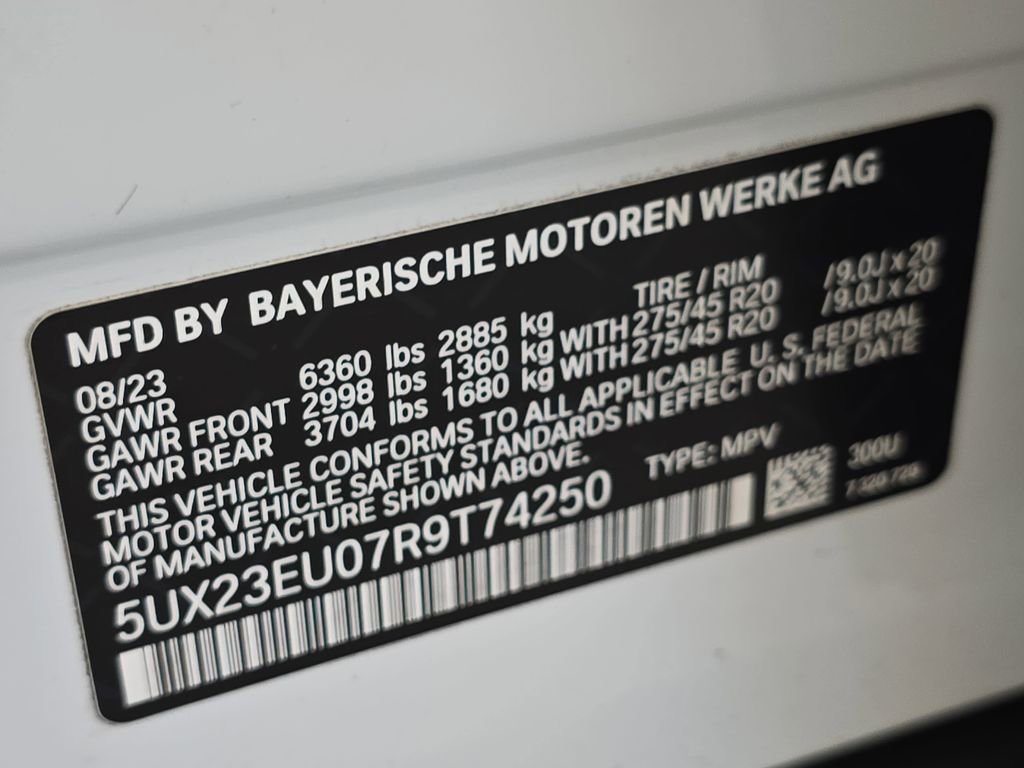 MFD BY BAYERISCHE MOTOREN WERKE AG
08/23 TIRE / RIM
GVWR 6360 lbs 2885 kg
GAWR FRONT 2998 lbs 1360 kg WITH 275/45 R20 /9.0J x 20
GAWR REAR 3704 lbs 1680 kg WITH 275/45 R20 /9.0J x 20
THIS VEHICLE CONFORMS TO ALL APPLICABLE U. S. FEDERAL
MOTOR VEHICLE SAFETY STANDARDS IN EFFECT ON THE DATE
OF MANUFACTURE SHOWN ABOVE.
5UX23EU07R9T74250 TYPE: MPV
300U